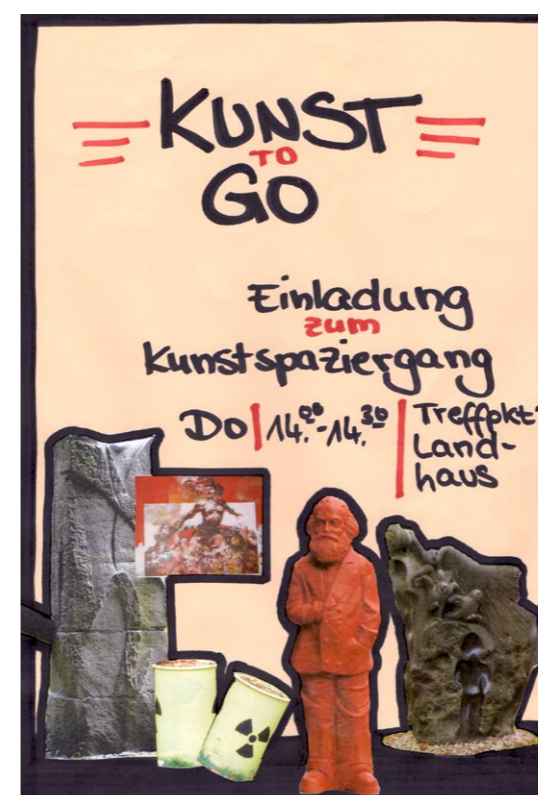 KUNST
TO
GO
Einladung
zum
Kunstspaziergang
Do | 14.00-14.30 | Treffpkt:
Land-
haus